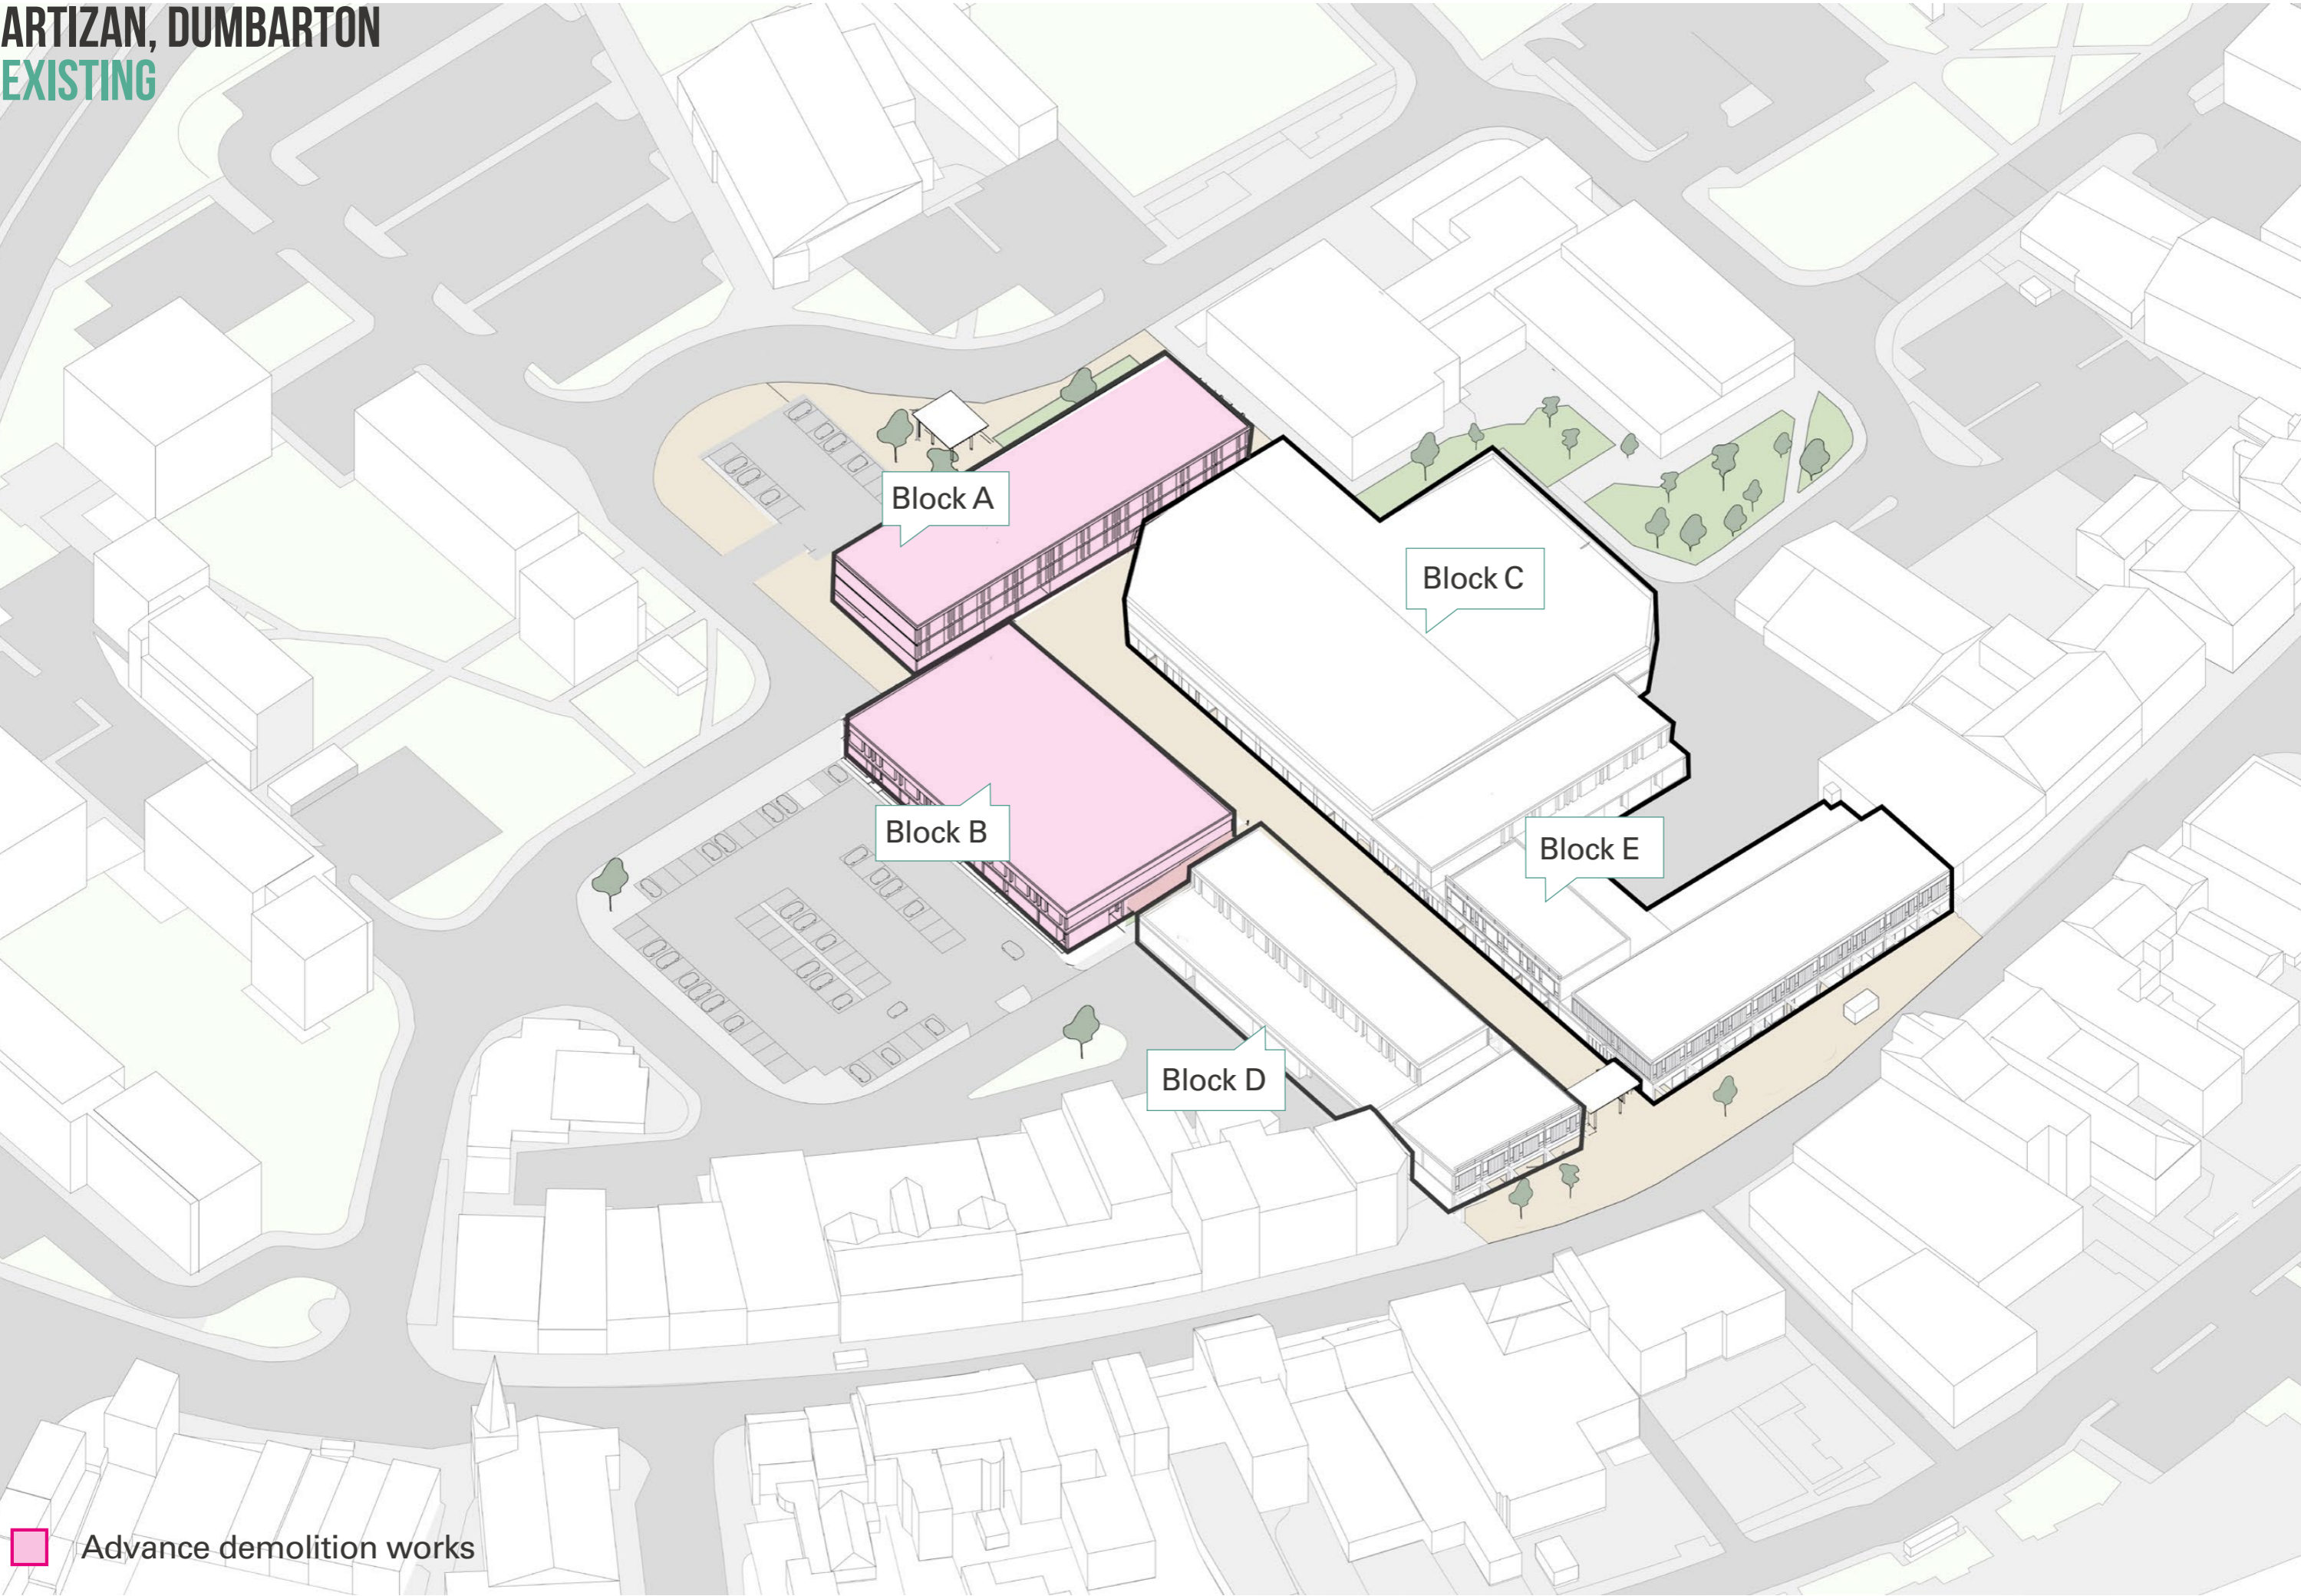 ARTIZAN, DUMBARTON
EXISTING
Block A
Block C
Block B
Block E
Block D
Advance demolition works